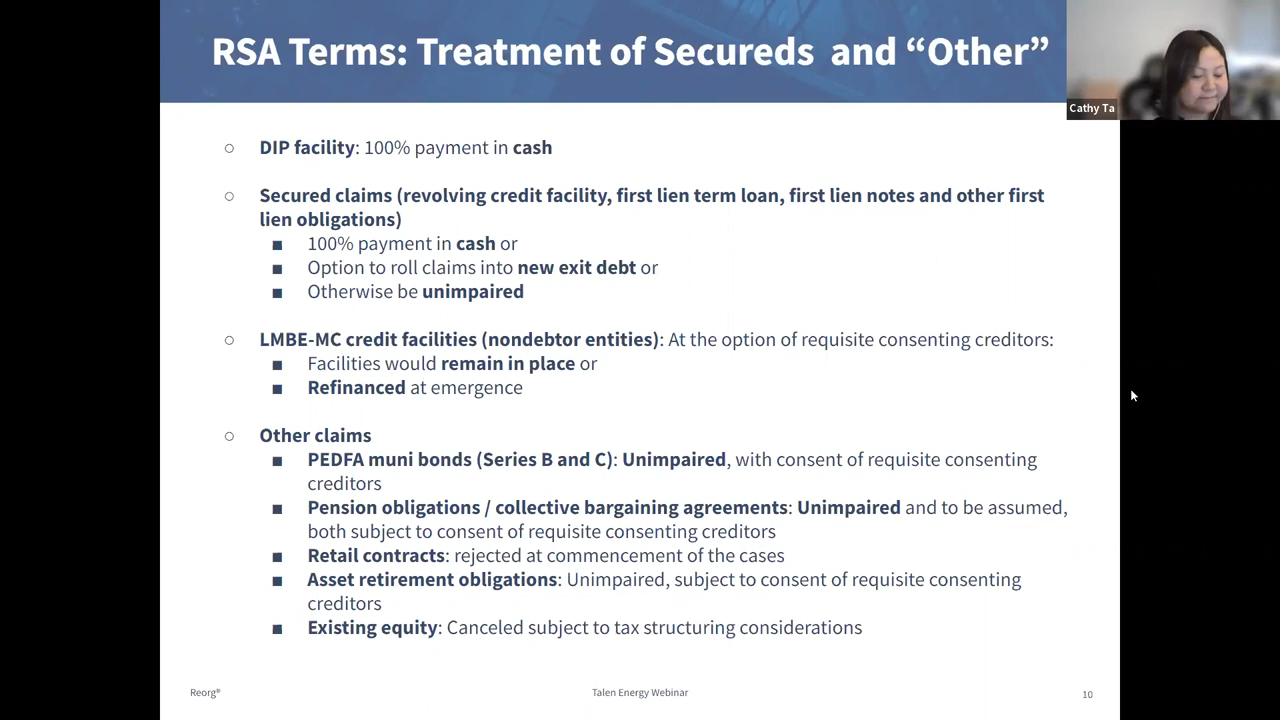 RSA Terms: Treatment of Secureds and “Other”
Cathy Ta
○ DIP facility: 100% payment in cash
○ Secured claims (revolving credit facility, first lien term loan, first lien notes and other first
lien obligations)
■ 100% payment in cash or
■ Option to roll claims into new exit debt or
■ Otherwise be unimpaired
○ LMBE-MC credit facilities (nondebtor entities): At the option of requisite consenting creditors:
■ Facilities would remain in place or
■ Refinanced at emergence
○ Other claims
■ PEDFA muni bonds (Series B and C): Unimpaired, with consent of requisite consenting
creditors
■ Pension obligations / collective bargaining agreements: Unimpaired and to be assumed,
both subject to consent of requisite consenting creditors
■ Retail contracts: rejected at commencement of the cases
■ Asset retirement obligations: Unimpaired, subject to consent of requisite consenting
creditors
■ Existing equity: Canceled subject to tax structuring considerations
Reorg® Talen Energy Webinar 10